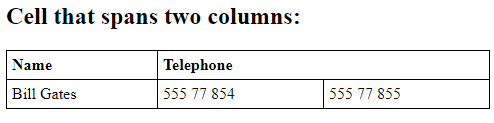 Cell that spans two columns:
Name Telephone
Bill Gates 555 77 854 555 77 855